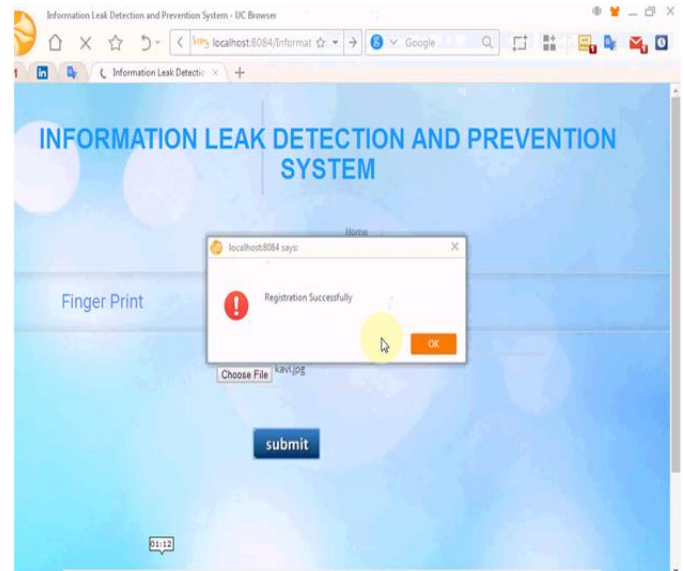 Information Leak Detection and Prevention System - UC Browser
localhost:8084/Informat
Google
Information Leak Detectio
INFORMATION LEAK DETECTION AND PREVENTION
SYSTEM
Home
localhost:8084 says:
Finger Print
Registration Successfully
OK
Choose File kavi.jpg
submit
01:12